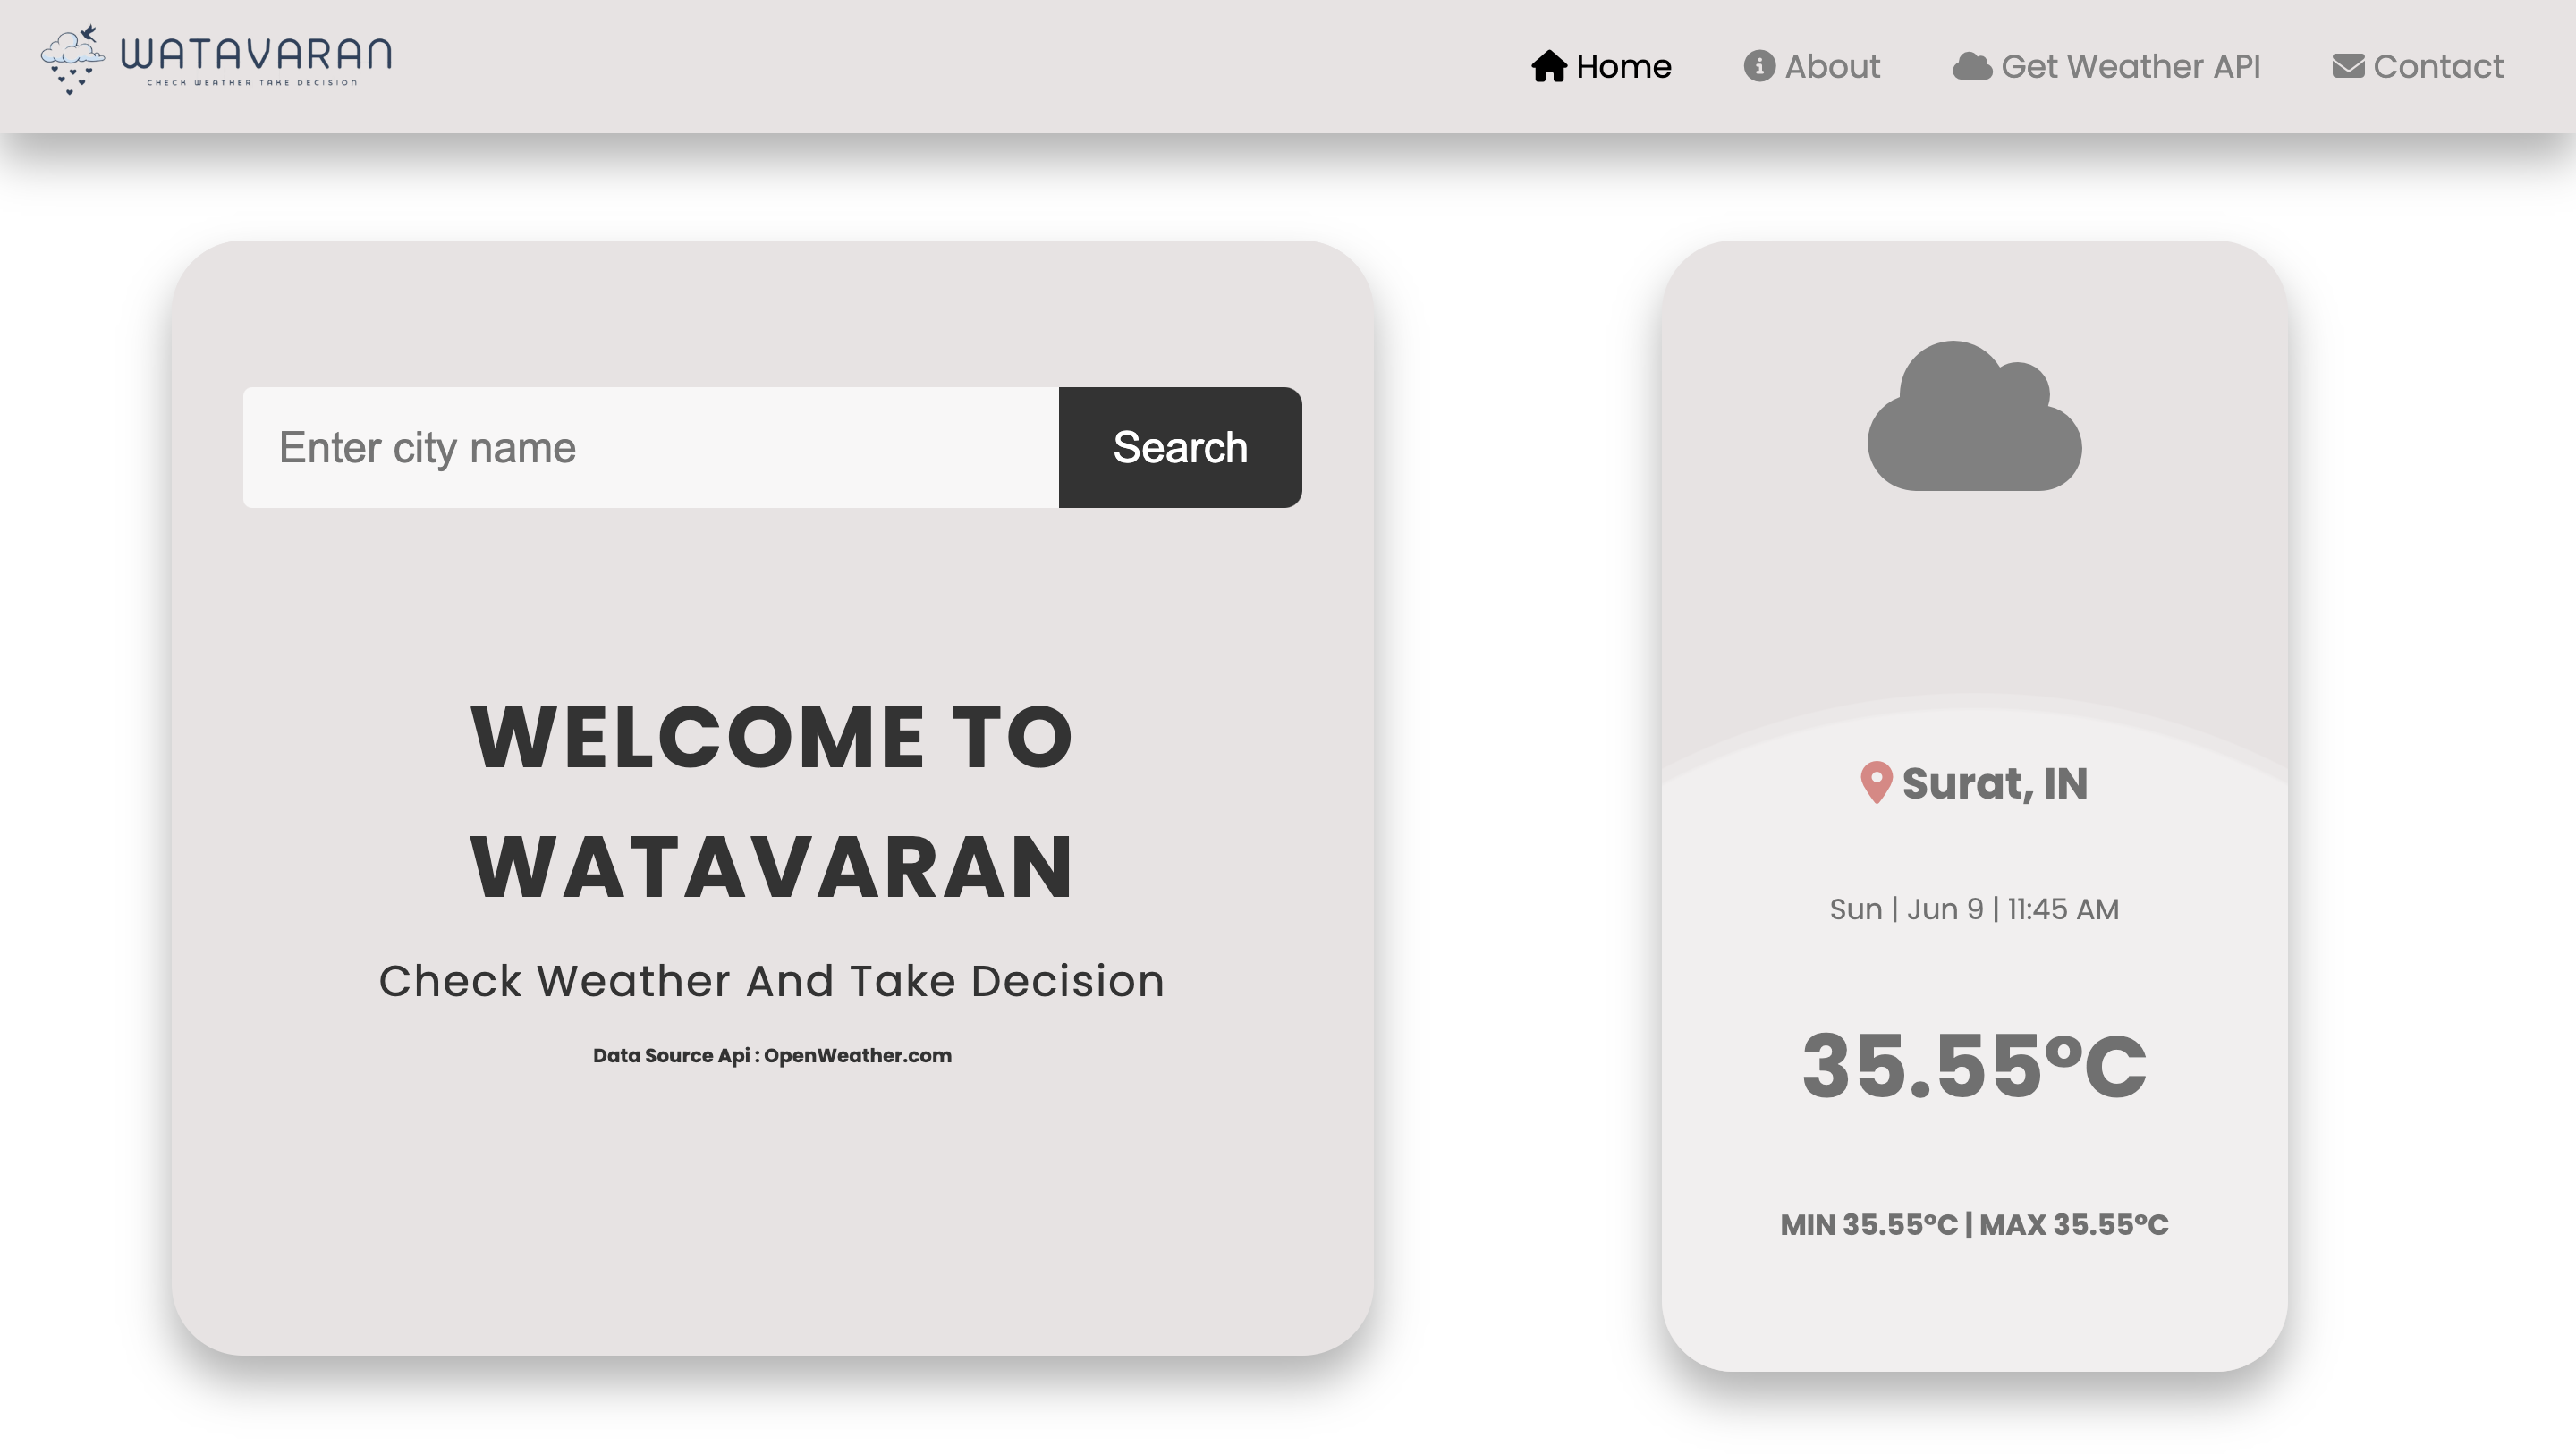 WATAVARAN
CHECK WEATHER TAKE DECISION
Home
About
Get Weather API
Contact
Enter city name
Search
WELCOME TO
WATAVARAN
Check Weather And Take Decision
Data Source Api : OpenWeather.com
Surat, IN
Sun | Jun 9 | 11:45 AM
35.55°C
MIN 35.55°C | MAX 35.55°C